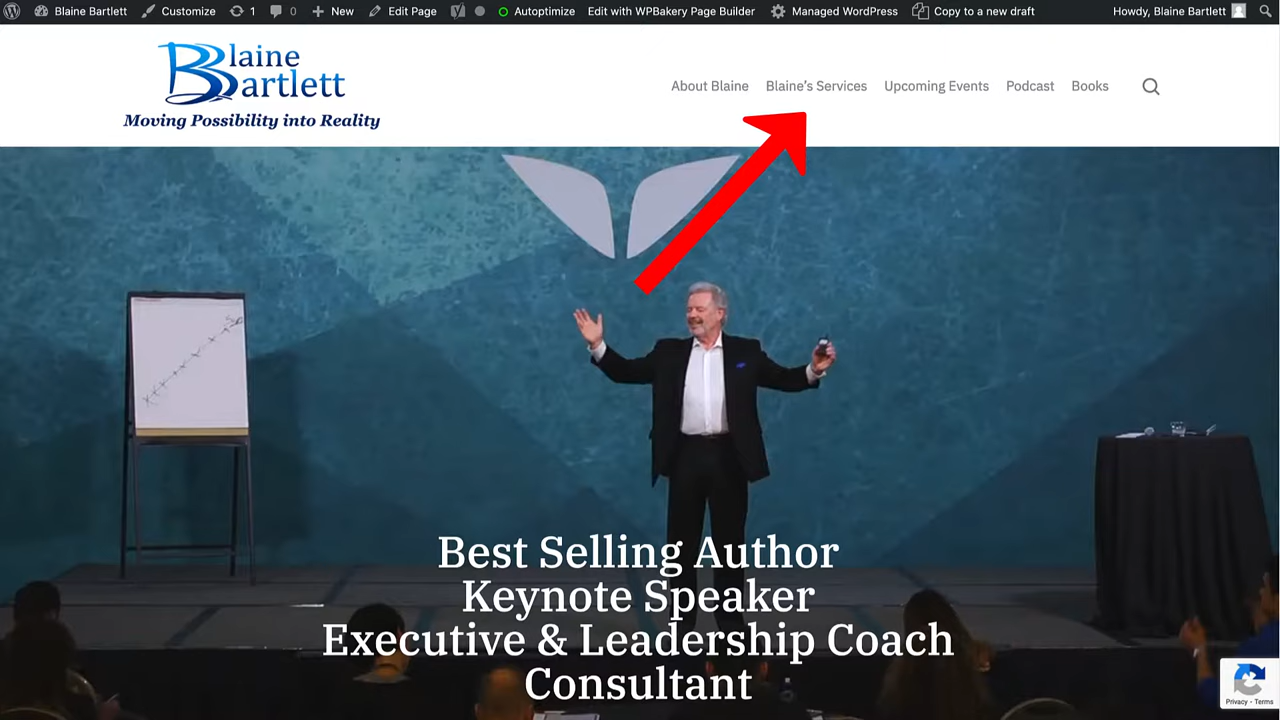 Blaine Bartlett Customize 1 0 New Edit Page Autoptimize Edit with WPBakery Page Builder Managed WordPress Copy to a new draft Howdy, Blaine Bartlett
Blaine
Bartlett
Moving Possibility into Reality
About Blaine Blaine’s Services Upcoming Events Podcast Books
Best Selling Author
Keynote Speaker
Executive & Leadership Coach
Consultant
Privacy - Terms